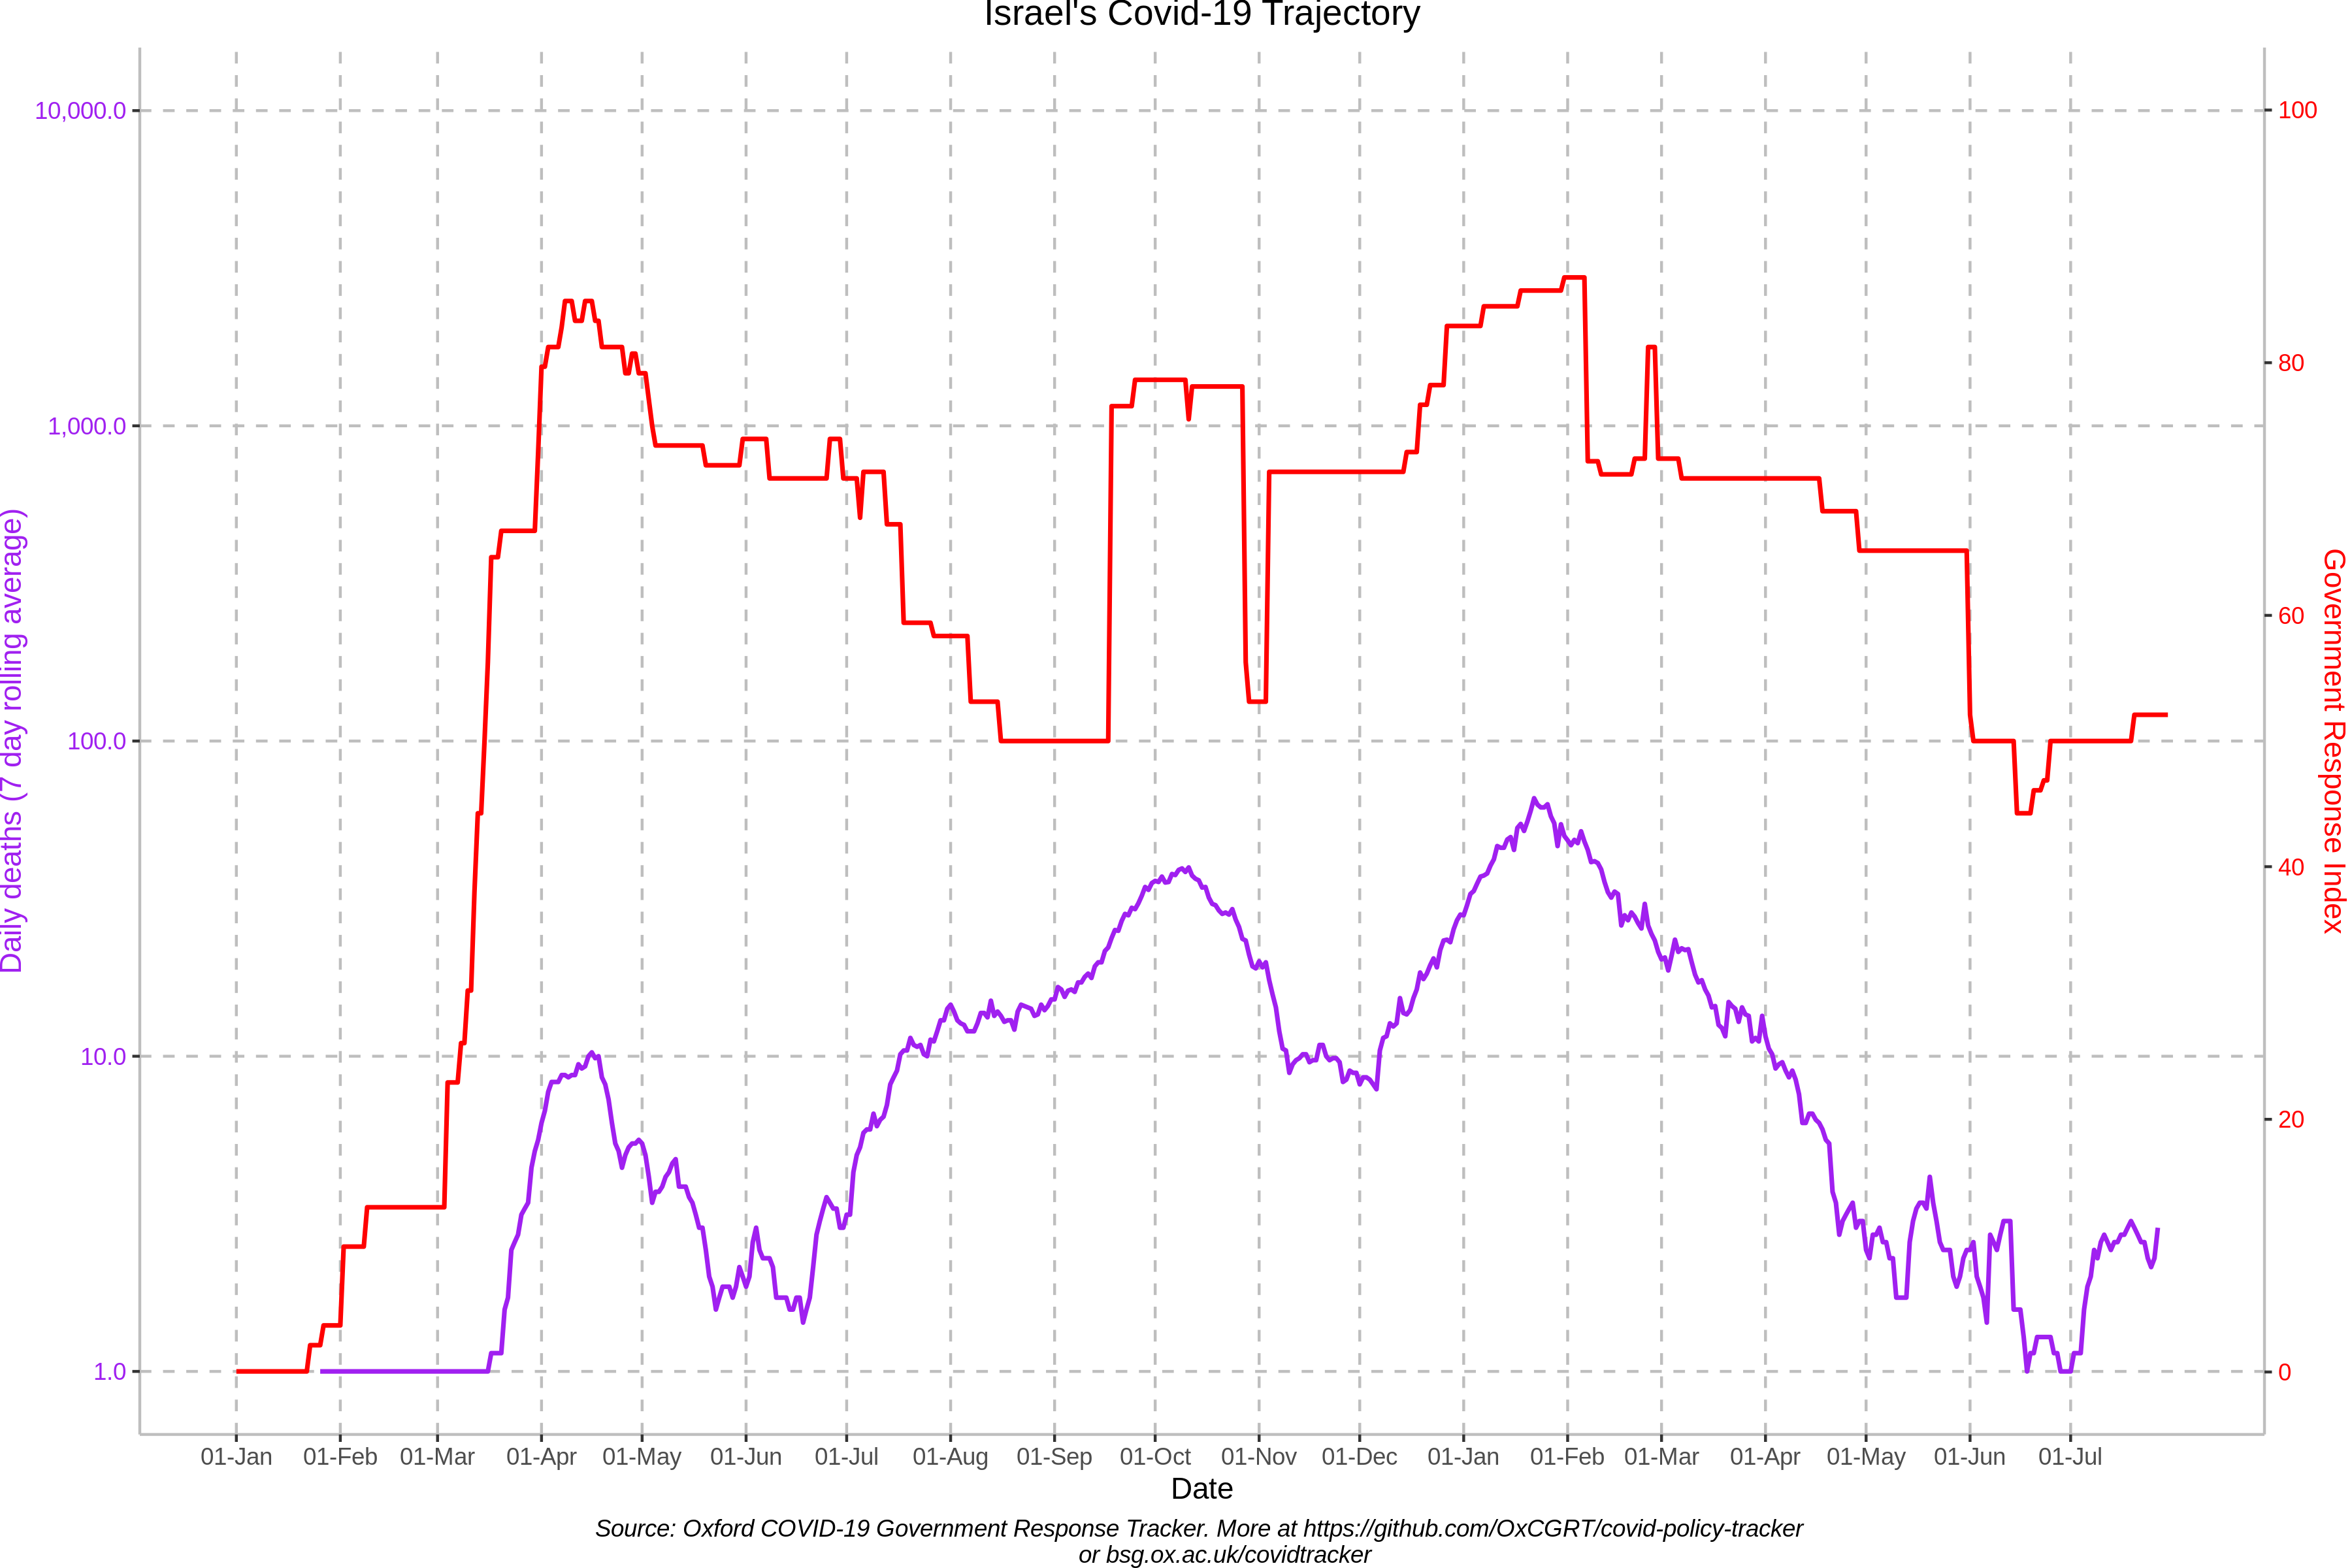 Israel's Covid-19 Trajectory
10,000.0
1,000.0
100.0
10.0
1.0
Daily deaths (7 day rolling average)
100
80
60
40
20
0
Government Response Index
01-Jan 01-Feb 01-Mar 01-Apr 01-May 01-Jun 01-Jul 01-Aug 01-Sep 01-Oct 01-Nov 01-Dec 01-Jan 01-Feb 01-Mar 01-Apr 01-May 01-Jun 01-Jul
Date
Source: Oxford COVID-19 Government Response Tracker. More at https://github.com/OxCGRT/covid-policy-tracker
or bsg.ox.ac.uk/covidtracker